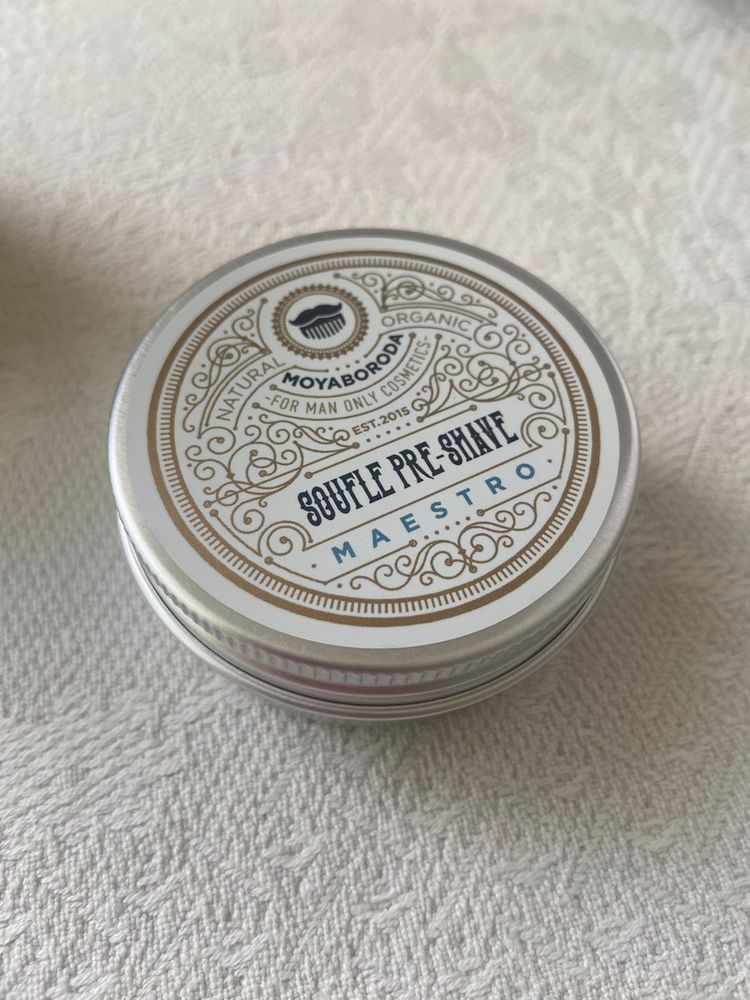 NATURAL ORGANIC
MOYABORODA
-FOR MAN ONLY COSMETICS-
EST.2015
SOUFLE PRE-SHAVE
· MAESTRO ·